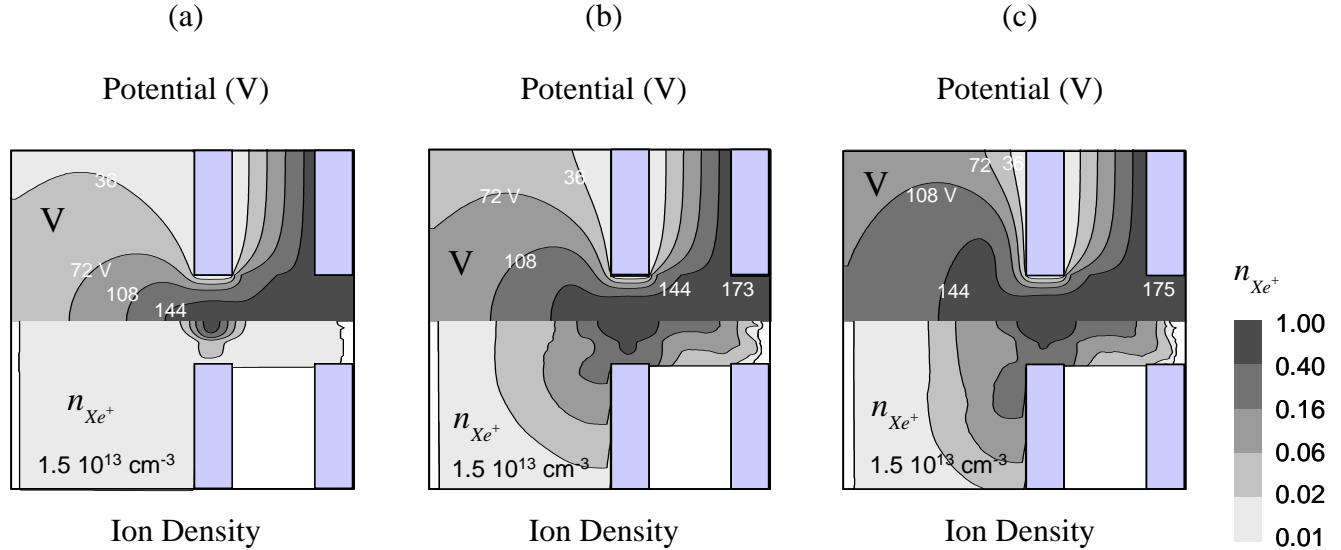 (a)
(b)
(c)
Potential (V)
Potential (V)
Potential (V)
36
V
72 V
108
144
n_{Xe^+}
1.5 10^{13} cm^{-3}
36
72 V
V
108
144
173
n_{Xe^+}
1.5 10^{13} cm^{-3}
72
36
V
108 V
144
175
n_{Xe^+}
1.5 10^{13} cm^{-3}
n_{Xe^+}
1.00
0.40
0.16
0.06
0.02
0.01
Ion Density
Ion Density
Ion Density